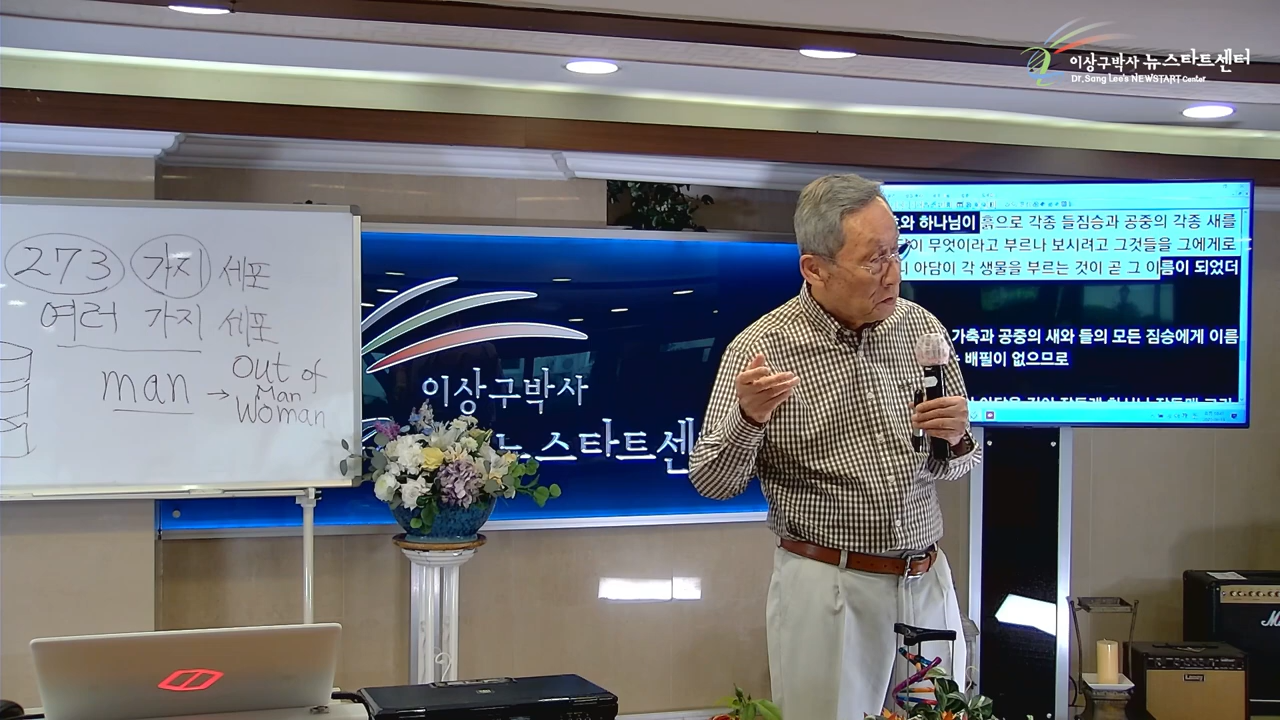 이상구박사 뉴스타트센터
Dr. Sang Lee's NEWSTART Center
273 가지 세포
여러 가지 세포
man → Out of Man
Woman
이상구박사
뉴스타트센
하나님이 흙으로 각종 들짐승과 공중의 각종 새를
무엇이라고 부르나 보시려고 그것들을 그에게로
아담이 각 생물을 부르는 것이 곧 그 이름이 되었더
가축과 공중의 새와 들의 모든 짐승에게 이름
배필이 없으므로
Laney